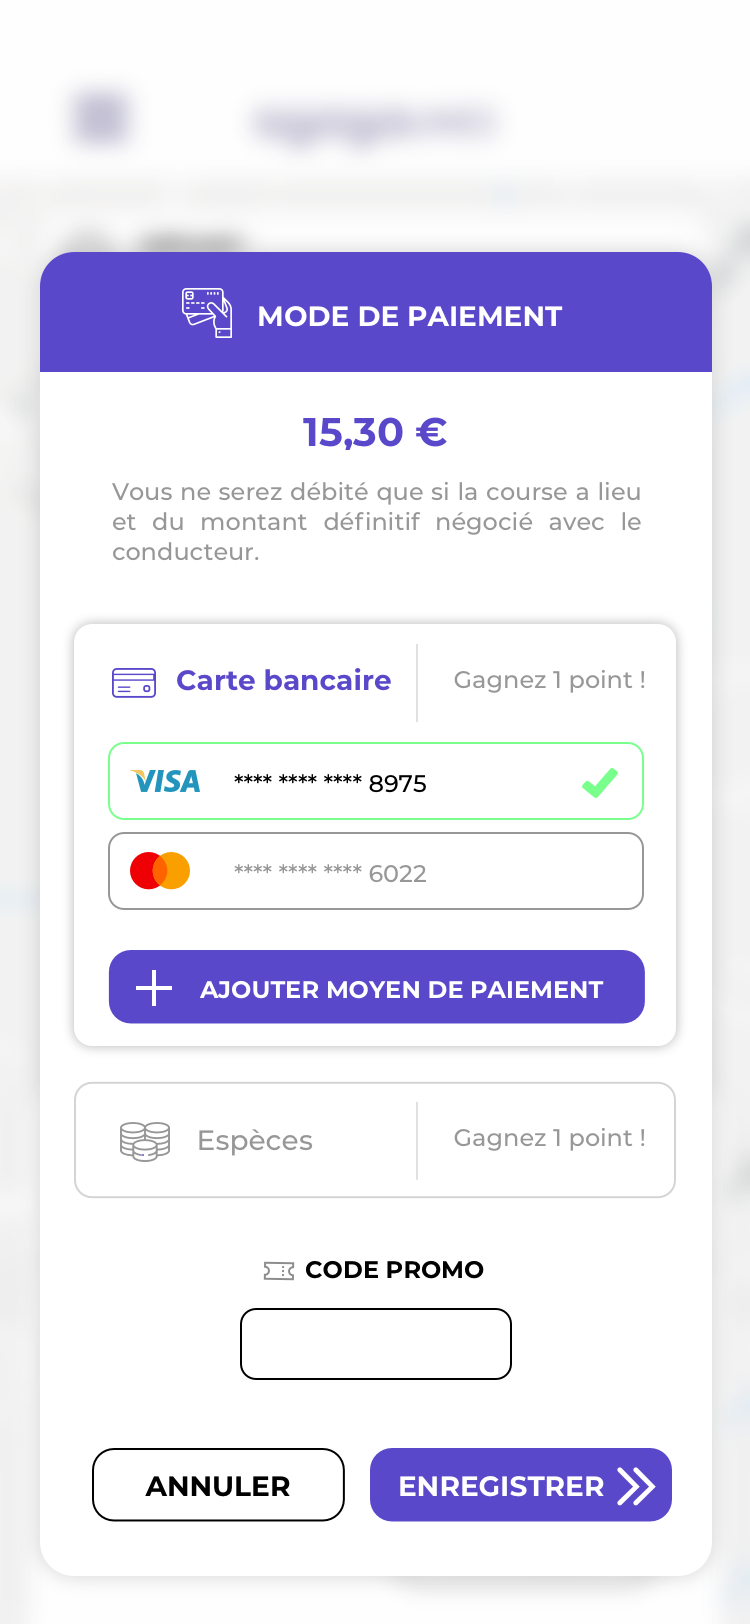 MODE DE PAIEMENT
15,30 €
Vous ne serez débité que si la course a lieu
et du montant définitif négocié avec le
conducteur.
Carte bancaire
Gagnez 1 point !
VISA **** **** **** 8975
**** **** **** 6022
AJOUTER MOYEN DE PAIEMENT
Espèces
Gagnez 1 point !
CODE PROMO
ANNULER
ENREGISTRER